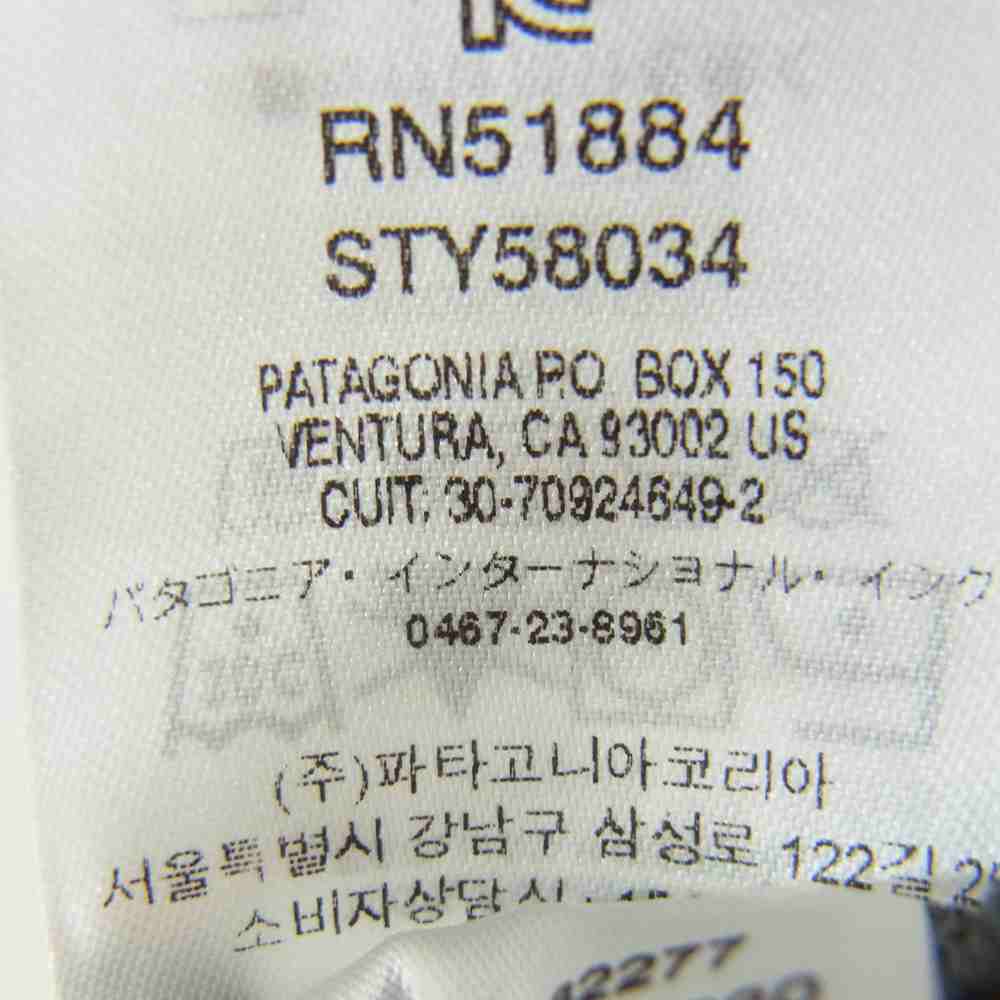 RN51884
STY58034
PATAGONIA P.O. BOX 150
VENTURA, CA 93002 US
CUIT: 30-70924649-2
パタゴニア・インターナショナル・インク
0467-23-8961
(주)파타고니아코리아
서울특별시 강남구 삼성로 122길
소비자상담실
42277